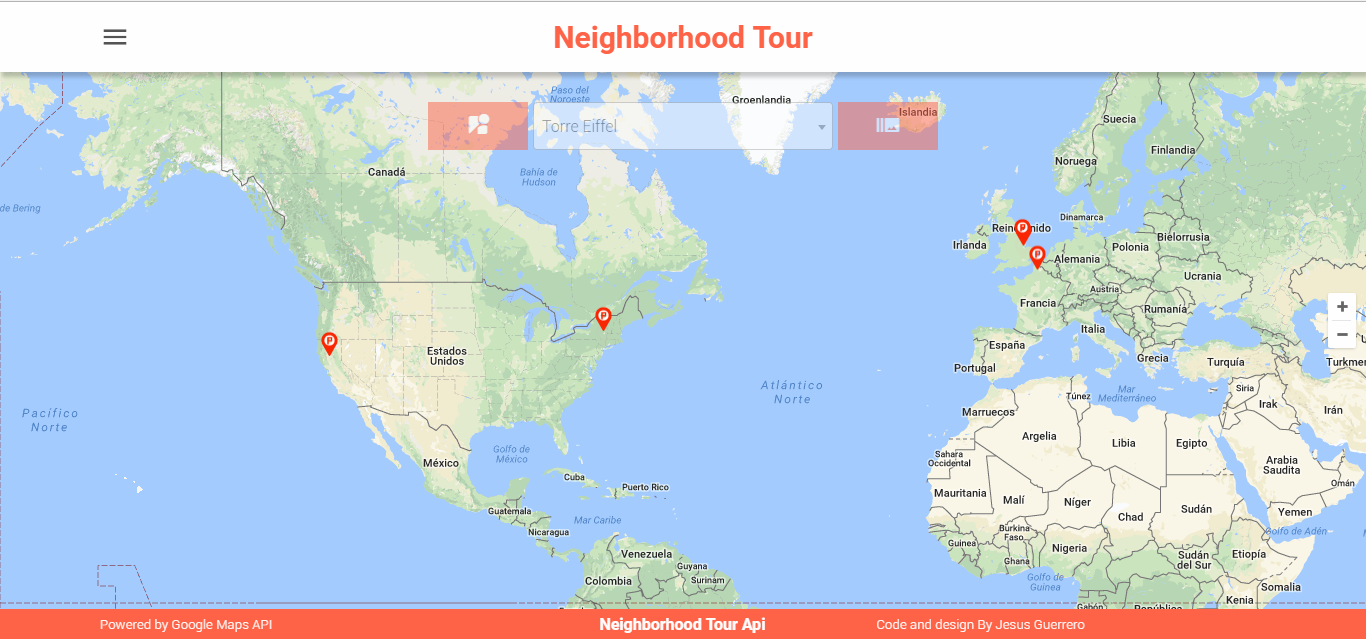 Neighborhood Tour
Paso del
Noroeste
Groenlandia
Islandia
Torre Eiffel
Suecia
Finlandia
Noruega
Canadá
Bahía de
Hudson
de Bering
Dinamarca
Irlanda
Polonia
Bielorrusia
Alemania
Ucrania
Austria
Francia
Rumanía
Italia
España
Grecia
Portugal
Turquía
Turkmer
Estados
Unidos
Atlántico
Norte
Mar
Mediterráneo
Túnez
Siria
Irak
Irán
Pacífico
Norte
Marruecos
Argelia
Libia
Egipto
Golfo de
México
México
Sahara
Occidental
Arabia
Saudita
Omán
Cuba
Puerto Rico
Mauritania
Malí
Níger
Chad
Sudán
Yemen
Guatemala
Mar Caribe
Nicaragua
Burkina
Faso
Golfo de Adén
Guinea
Ghana
Nigeria
Sudán
del Sur
Etiopía
Venezuela
Guyana
Surinam
Colombia
Golfo de
Guinea
Somalia
Gabón
República
Kenia
Powered by Google Maps API
Neighborhood Tour Api
Code and design By Jesus Guerrero